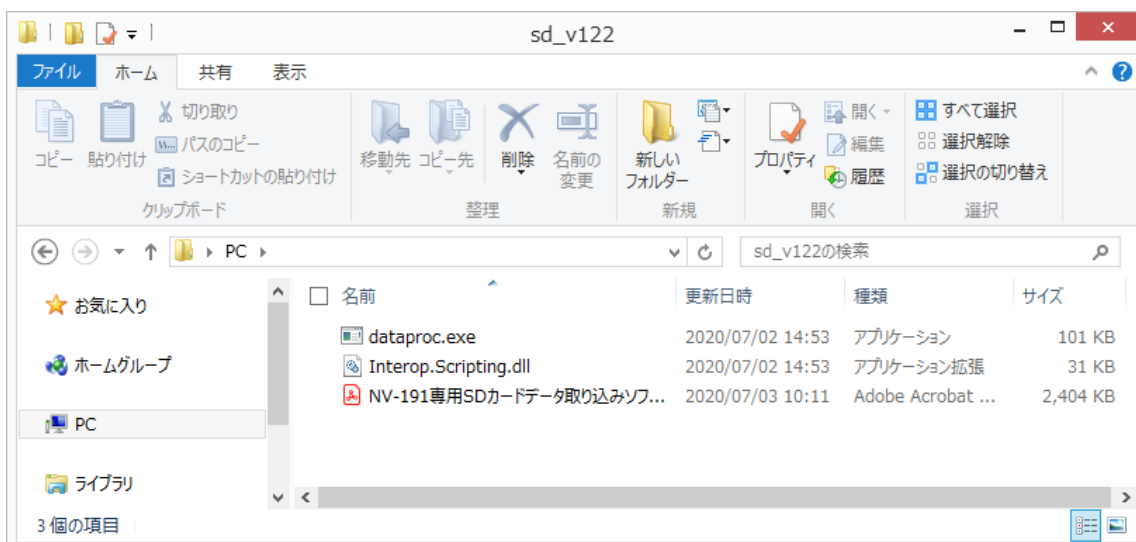 sd_v122
ファイル ホーム 共有 表示
コピー 貼り付け 切り取り パスのコピー ショートカットの貼り付け
クリップボード
移動先 コピー先 削除 名前の変更
整理
新しいフォルダー
新規
プロパティ 開く 編集 履歴
開く
すべて選択 選択解除 選択の切り替え
選択
PC
sd_v122の検索
お気に入り
ホームグループ
PC
ライブラリ
名前 更新日時 種類 サイズ
dataproc.exe 2020/07/02 14:53 アプリケーション 101 KB
Interop.Scripting.dll 2020/07/02 14:53 アプリケーション拡張 31 KB
NV-191専用SDカードデータ取り込みソフ... 2020/07/03 10:11 Adobe Acrobat ... 2,404 KB
3 個の項目